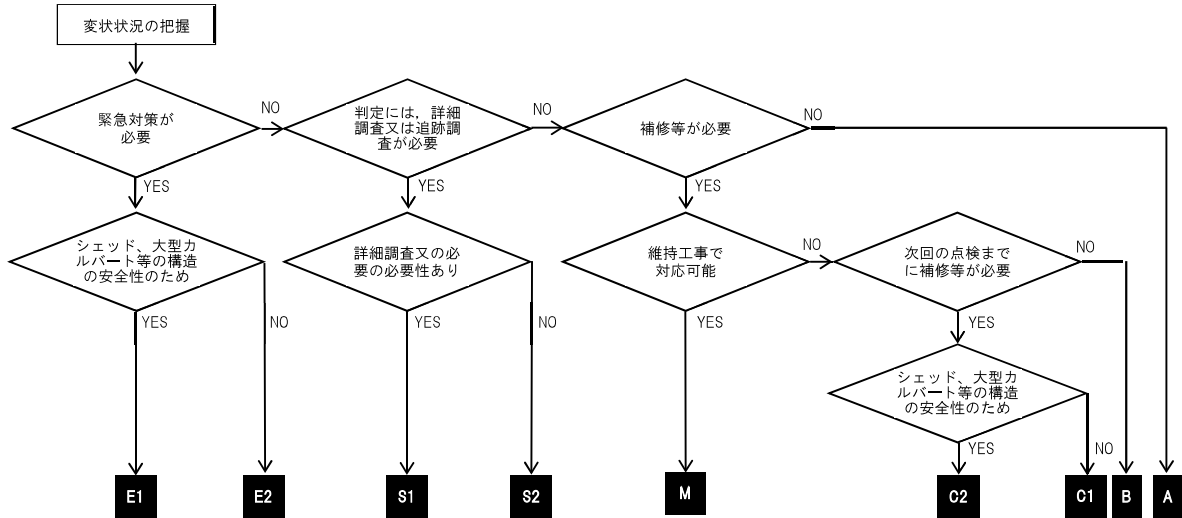 変状状況の把握
緊急対策が
必要
NO
判定には，詳細
調査又は追跡調
査が必要
NO
補修等が必要
NO
YES
YES
YES
シェッド、大型カ
ルバート等の構造
の安全性のため
詳細調査又の必
要の必要性あり
維持工事で
対応可能
NO
次回の点検まで
に補修等が必要
NO
YES
NO
YES
NO
YES
YES
シェッド、大型カ
ルバート等の構造
の安全性のため
YES
NO
E1
E2
S1
S2
M
C2
C1
B
A